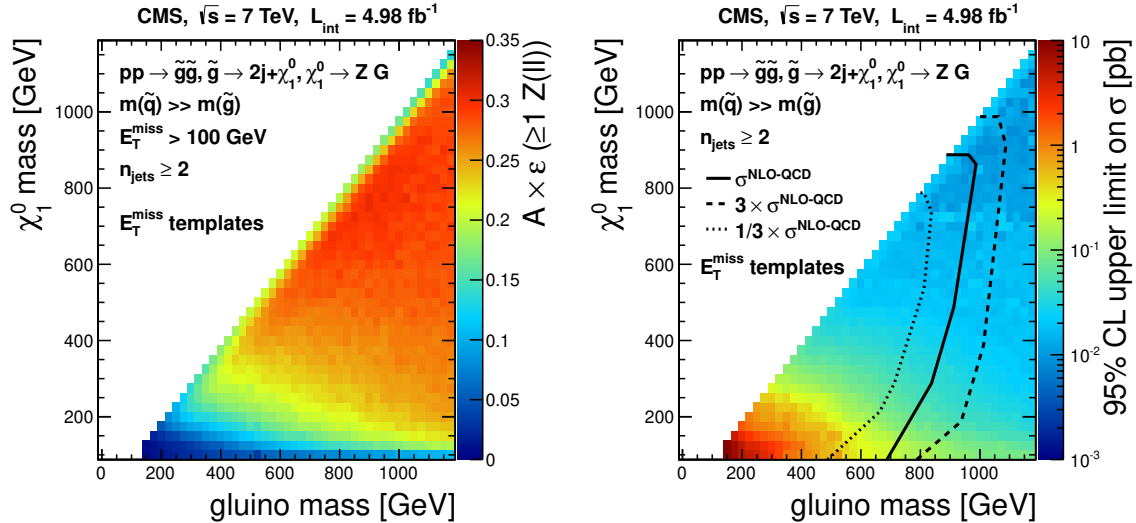 CMS, √s = 7 TeV, L_int = 4.98 fb⁻¹
pp → g̃g̃, g̃ → 2j+χ₁⁰, χ₁⁰ → Z G
m(q̃) >> m(g̃)
E_T^miss > 100 GeV
n_jets ≥ 2
E_T^miss templates
χ₁⁰ mass [GeV]
1000
800
600
400
200
0 200 400 600 800 1000
gluino mass [GeV]
0.35
0.3
0.25
0.2
0.15
0.1
0.05
0
A × ε (≥1 Z(ll))
CMS, √s = 7 TeV, L_int = 4.98 fb⁻¹
pp → g̃g̃, g̃ → 2j+χ₁⁰, χ₁⁰ → Z G
m(q̃) >> m(g̃)
n_jets ≥ 2
σ^NLO-QCD
3 × σ^NLO-QCD
1/3 × σ^NLO-QCD
E_T^miss templates
χ₁⁰ mass [GeV]
1000
800
600
400
200
0 200 400 600 800 1000
gluino mass [GeV]
10
1
10⁻¹
10⁻²
10⁻³
95% CL upper limit on σ [pb]